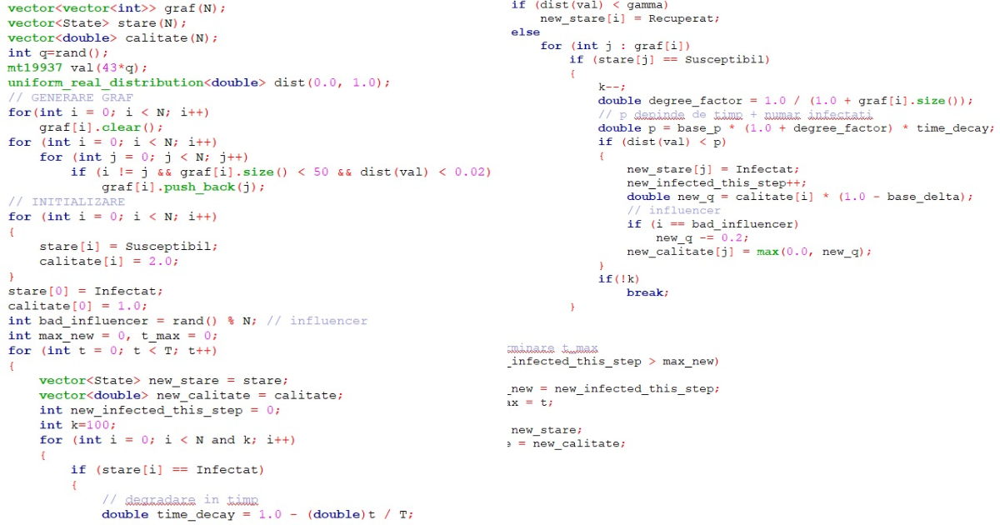 vector<vector<int>> graf(N);
vector<State> stare(N);
vector<double> calitate(N);
int q=rand();
mt19937 val(43*q);
uniform_real_distribution<double> dist(0.0, 1.0);
// GENERARE GRAF
for(int i = 0; i < N; i++)
    graf[i].clear();
for (int i = 0; i < N; i++)
    for (int j = 0; j < N; j++)
        if (i != j && graf[i].size() < 50 && dist(val) < 0.02)
            graf[i].push_back(j);
// INITIALIZARE
for (int i = 0; i < N; i++)
{
    stare[i] = Susceptibil;
    calitate[i] = 2.0;
}
stare[0] = Infectat;
calitate[0] = 1.0;
int bad_influencer = rand() % N; // influencer
int max_new = 0, t_max = 0;
for (int t = 0; t < T; t++)
{
    vector<State> new_stare = stare;
    vector<double> new_calitate = calitate;
    int new_infected_this_step = 0;
    int k=100;
    for (int i = 0; i < N and k; i++)
    {
        if (stare[i] == Infectat)
        {
            // degradare in timp
            double time_decay = 1.0 - (double)t / T;
if (dist(val) < gamma)
    new_stare[i] = Recuperat;
else
    for (int j : graf[i])
        if (stare[j] == Susceptibil)
        {
            k--;
            double degree_factor = 1.0 / (1.0 + graf[i].size());
            // p depinde de timp + numar infectati
            double p = base_p * (1.0 + degree_factor) * time_decay;
            if (dist(val) < p)
            {
                new_stare[j] = Infectat;
                new_infected_this_step++;
                double new_q = calitate[i] * (1.0 - base_delta);
                // influencer
                if (i == bad_influencer)
                    new_q -= 0.2;
                new_calitate[j] = max(0.0, new_q);
            }
            if(!k)
                break;
        }
rminare t_max
_infected_this_step > max_new)
_new = new_infected_this_step;
ax = t;
new_stare;
e = new_calitate;